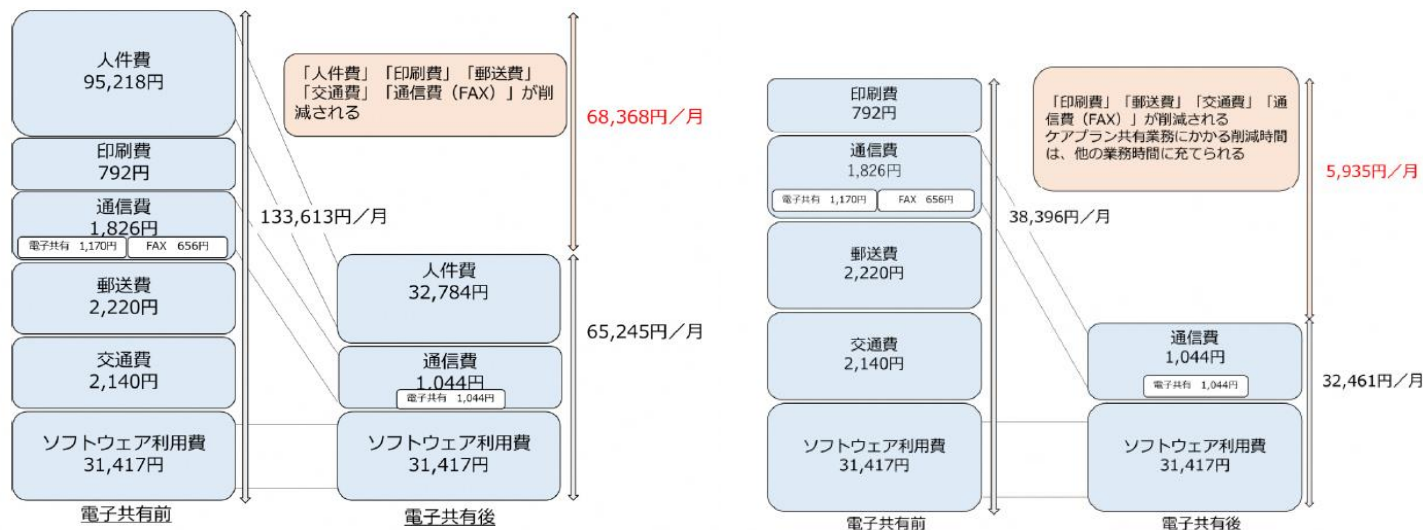 人件費
95,218円
印刷費
792円
通信費
1,826円
電子共有 1,170円
FAX 656円
郵送費
2,220円
交通費
2,140円
ソフトウェア利用費
31,417円
電子共有前
133,613円／月
「人件費」「印刷費」「郵送費」
「交通費」「通信費（FAX）」が削
減される
68,368円／月
人件費
32,784円
通信費
1,044円
電子共有 1,044円
ソフトウェア利用費
31,417円
電子共有後
65,245円／月
印刷費
792円
通信費
1,826円
電子共有 1,170円
FAX 656円
郵送費
2,220円
交通費
2,140円
ソフトウェア利用費
31,417円
電子共有前
38,396円／月
「印刷費」「郵送費」「交通費」「通
信費（FAX）」が削減される
ケアプラン共有業務にかかる削減時間
は、他の業務時間に充てられる
5,935円／月
通信費
1,044円
電子共有 1,044円
ソフトウェア利用費
31,417円
電子共有後
32,461円／月